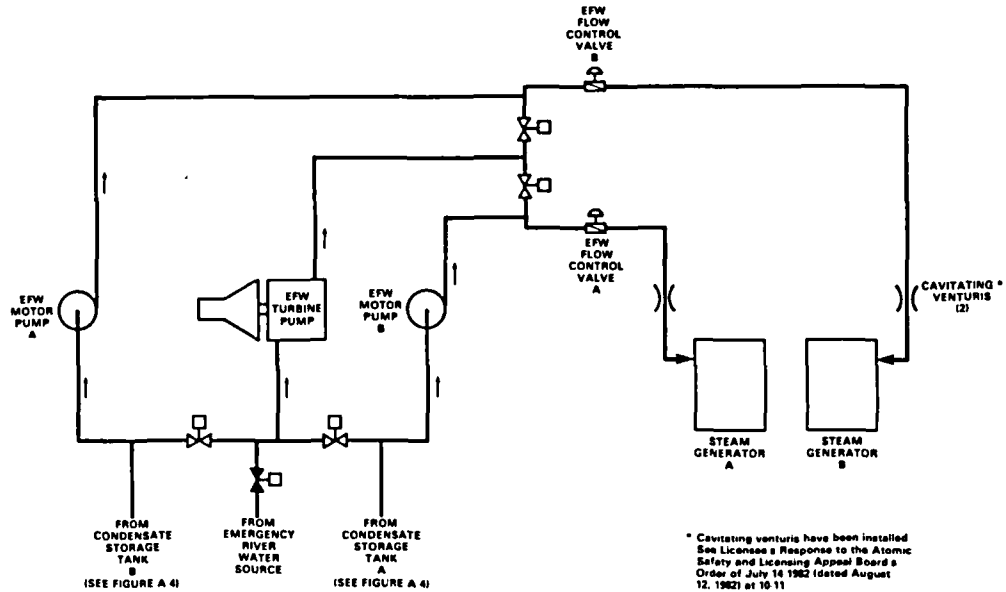 EFW
FLOW
CONTROL
VALVE
B
EFW
MOTOR
PUMP
A
EFW
TURBINE
PUMP
EFW
MOTOR
PUMP
B
EFW
FLOW
CONTROL
VALVE
A
CAVITATING *
VENTURIS
(2)
STEAM
GENERATOR
A
STEAM
GENERATOR
B
FROM
CONDENSATE
STORAGE
TANK
B
(SEE FIGURE A 4)
FROM
EMERGENCY
RIVER
WATER
SOURCE
FROM
CONDENSATE
STORAGE
TANK
A
(SEE FIGURE A 4)
* Cavitating venturis have been installed
See Licensee s Response to the Atomic
Safety and Licensing Appeal Board s
Order of July 14 1982 (dated August
12, 1982) at 10-11